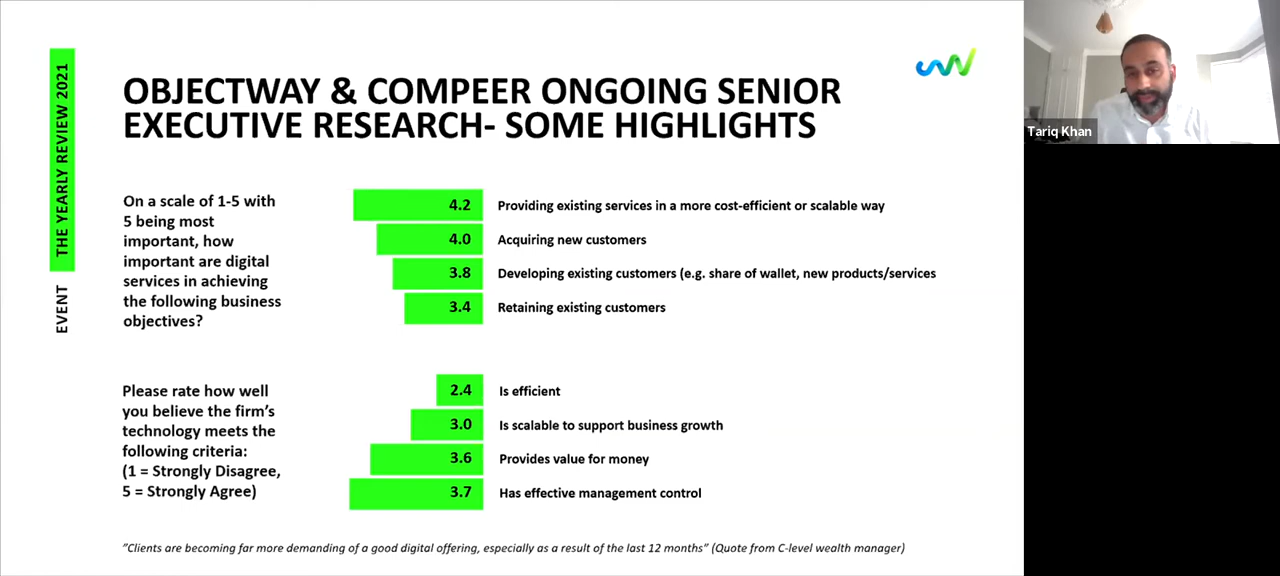 THE YEARLY REVIEW 2021
EVENT
OBJECTWAY & COMPEER ONGOING SENIOR
EXECUTIVE RESEARCH- SOME HIGHLIGHTS
On a scale of 1-5 with
5 being most
important, how
important are digital
services in achieving
the following business
objectives?
4.2 Providing existing services in a more cost-efficient or scalable way
4.0 Acquiring new customers
3.8 Developing existing customers (e.g. share of wallet, new products/services
3.4 Retaining existing customers
Please rate how well
you believe the firm’s
technology meets the
following criteria:
(1 = Strongly Disagree,
5 = Strongly Agree)
2.4 Is efficient
3.0 Is scalable to support business growth
3.6 Provides value for money
3.7 Has effective management control
”Clients are becoming far more demanding of a good digital offering, especially as a result of the last 12 months” (Quote from C-level wealth manager)
Tariq Khan